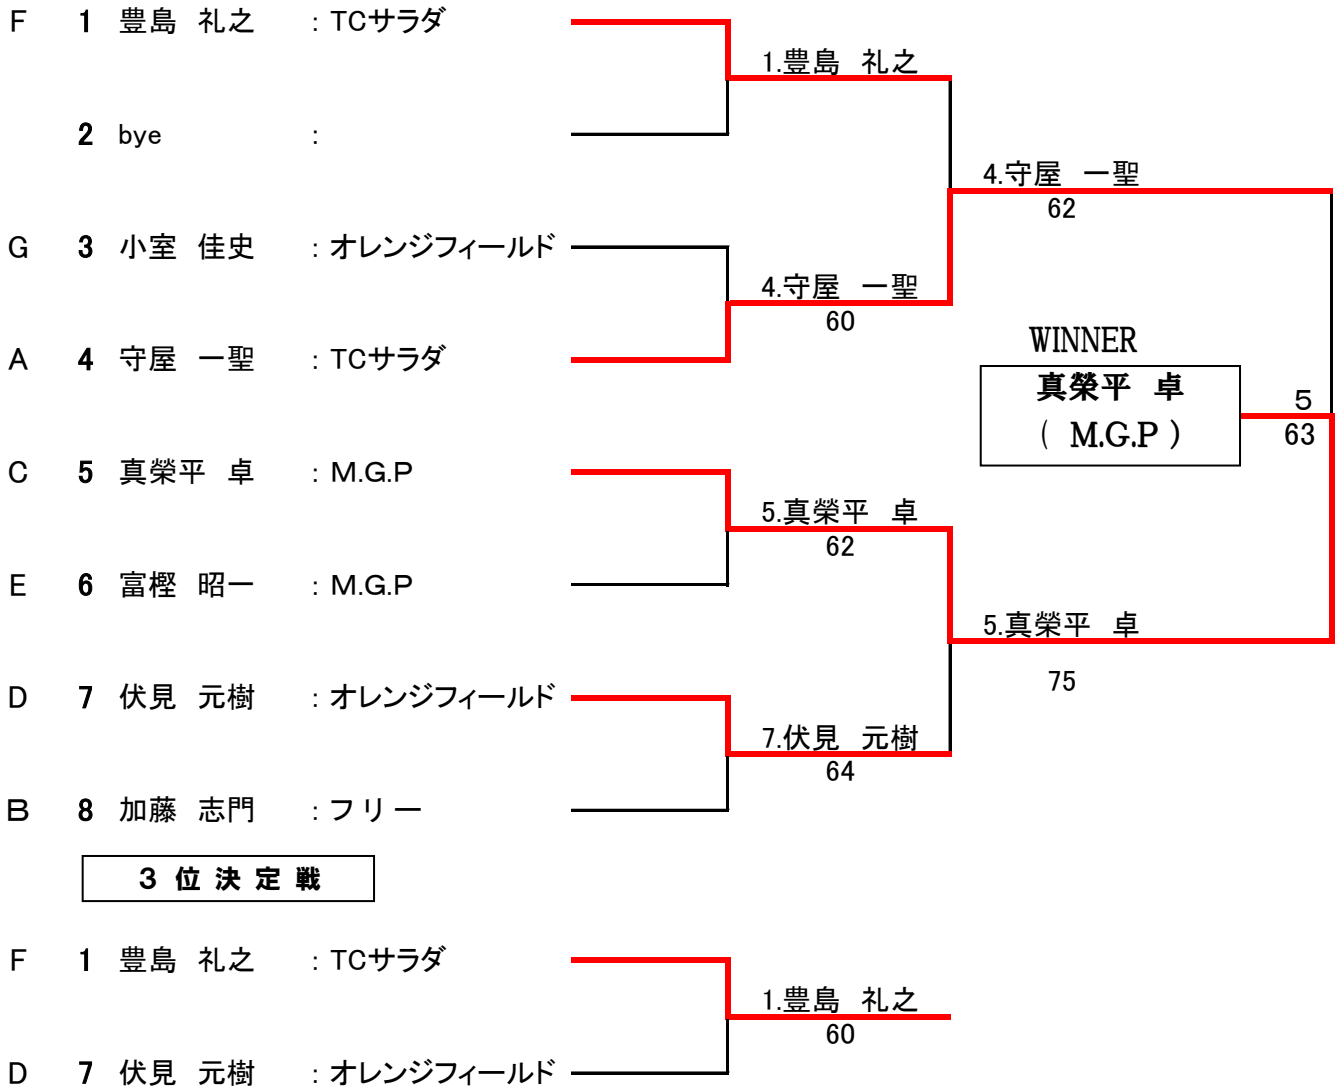 F 1 豊島 礼之 : TCサラダ
1.豊島 礼之
2 bye :
4.守屋 一聖
62
G 3 小室 佳史 : オレンジフィールド
4.守屋 一聖
60
A 4 守屋 一聖 : TCサラダ
WINNER
真榮平 卓
( M.G.P )
5
63
C 5 真榮平 卓 : M.G.P
5.真榮平 卓
62
E 6 富樫 昭一 : M.G.P
5.真榮平 卓
75
D 7 伏見 元樹 : オレンジフィールド
7.伏見 元樹
64
B 8 加藤 志門 : フリー
3 位 決 定 戦
F 1 豊島 礼之 : TCサラダ
1.豊島 礼之
60
D 7 伏見 元樹 : オレンジフィールド